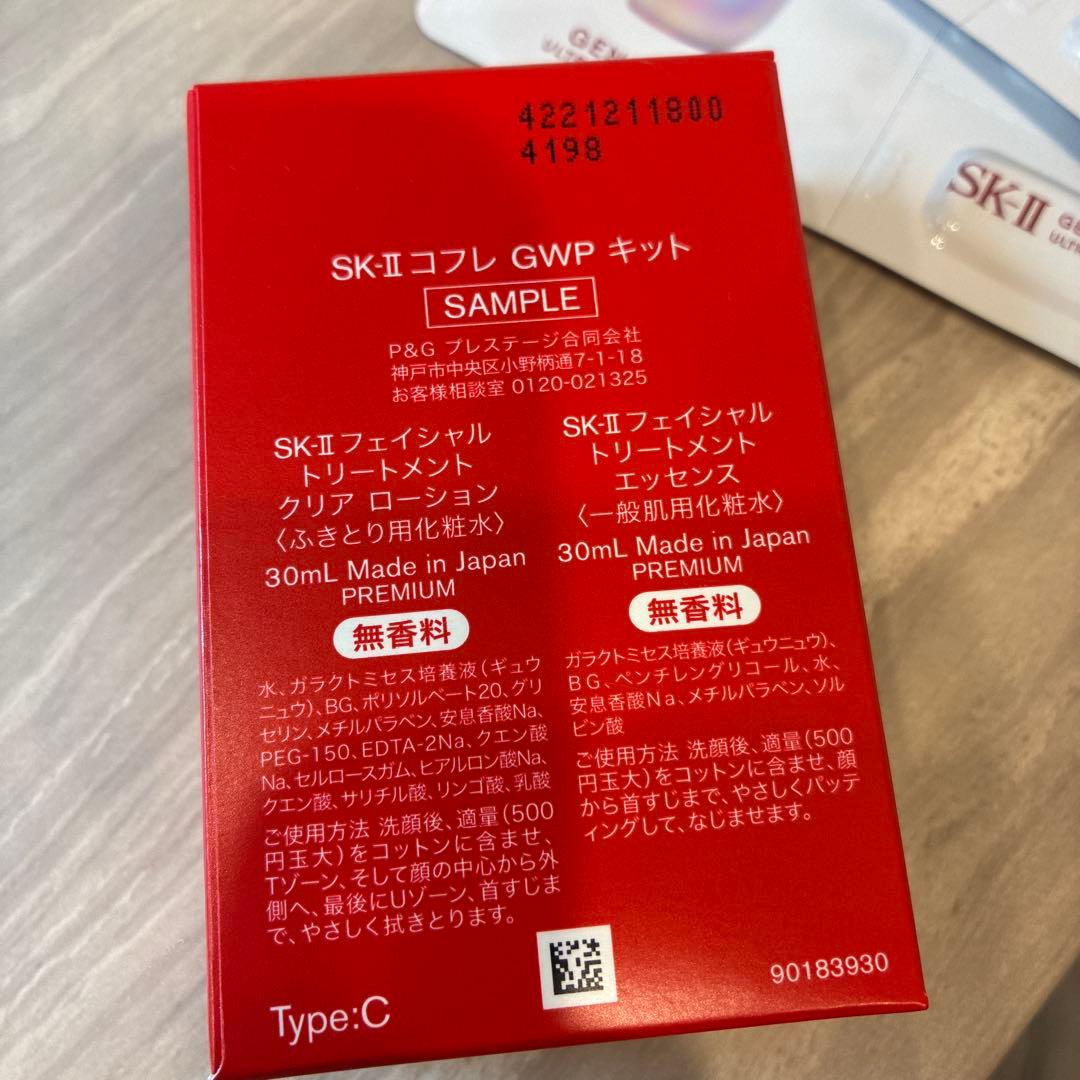 42212118​00
4198
SK-Ⅱコフレ GWP キット
SAMPLE
P&G プレステージ合同会社
神戸市中央区小野柄通7-1-18
お客様相談室 0120-021325
SK-Ⅱフェイシャル
トリートメント
クリア ローション
〈ふきとり用化粧水〉
30mL Made in Japan
PREMIUM
無香料
水、ガラクトミセス培養液(ギュウ
ニュウ)、BG、ポリソルベート20、グリ
セリン、メチルパラベン、安息香酸Na、
PEG-150、EDTA-2Na、クエン酸
Na、セルロースガム、ヒアルロン酸Na、
クエン酸、サリチル酸、リンゴ酸、乳酸
ご使用方法 洗顔後、適量(500
円玉大)をコットンに含ませ、
Tゾーン、そして顔の中心から外
側へ、最後にUゾーン、首すじま
で、やさしく拭きとります。
SK-Ⅱフェイシャル
トリートメント
エッセンス
〈一般肌用化粧水〉
30mL Made in Japan
PREMIUM
無香料
ガラクトミセス培養液(ギュウニュウ)、
BG、ペンチレングリコール、水、
安息香酸Na、メチルパラベン、ソル
ビン酸
ご使用方法 洗顔後、適量(500
円玉大)をコットンに含ませ、顔
から首すじまで、やさしくパッテ
ィングして、なじませます。
Type:C
90183930
SK-Ⅱ